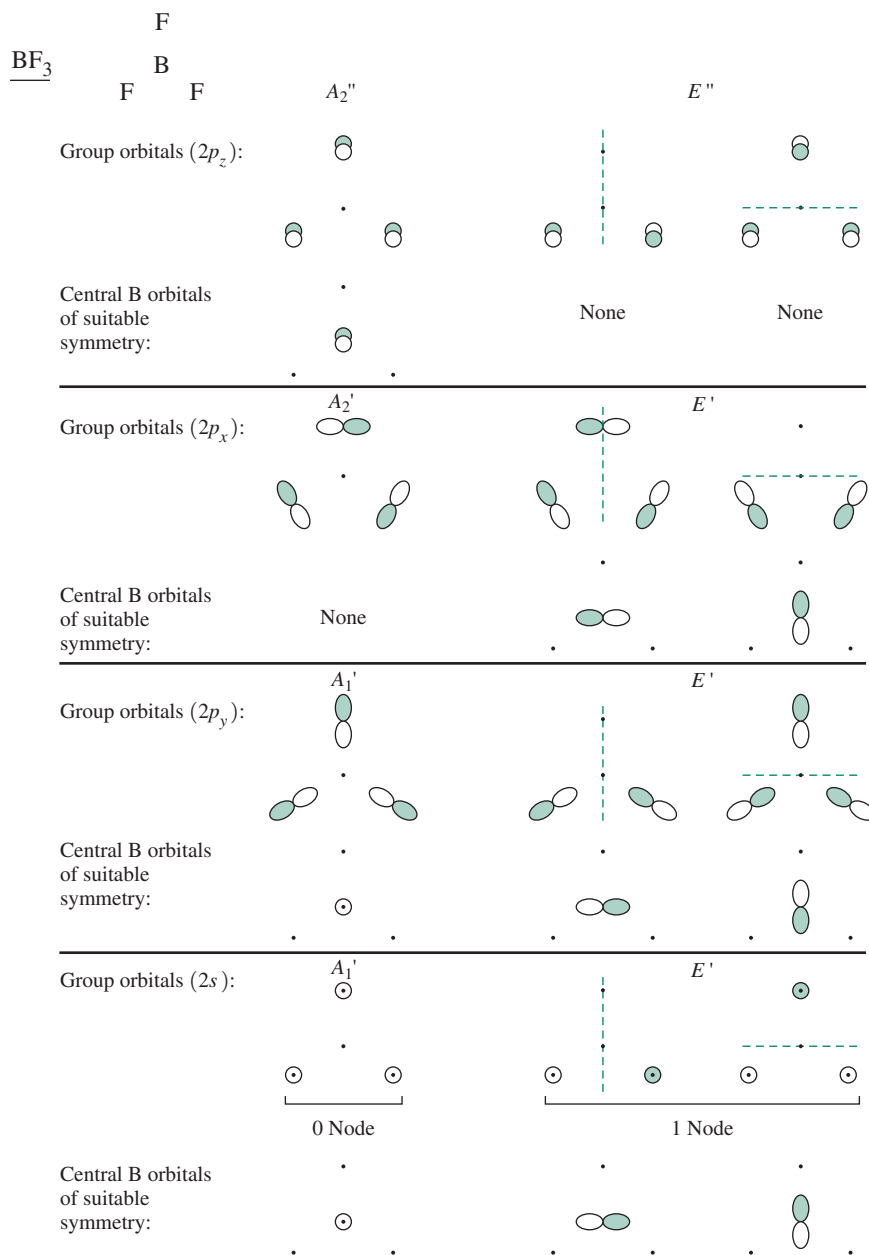 F
BF3 B
F F
A2" E"
Group orbitals (2pz):
Central B orbitals
of suitable None None
symmetry:
A2' E'
Group orbitals (2px):
Central B orbitals
of suitable None
symmetry:
A1' E'
Group orbitals (2py):
Central B orbitals
of suitable
symmetry:
A1' E'
Group orbitals (2s):
0 Node 1 Node
Central B orbitals
of suitable
symmetry: